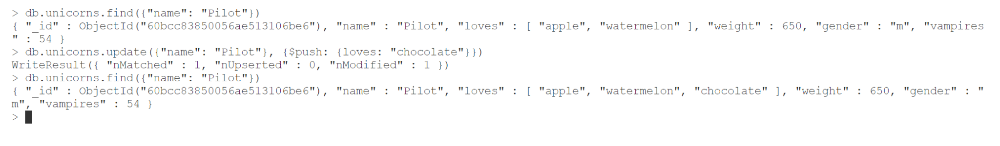 > db.unicorns.find({"name": "Pilot"})
{ "_id" : ObjectId("60bcc83850056ae513106be6"), "name" : "Pilot", "loves" : [ "apple", "watermelon" ], "weight" : 650, "gender" : "m", "vampires
" : 54 }
> db.unicorns.update({"name": "Pilot"}, {$push: {loves: "chocolate"}})
WriteResult({ "nMatched" : 1, "nUpserted" : 0, "nModified" : 1 })
> db.unicorns.find({"name": "Pilot"})
{ "_id" : ObjectId("60bcc83850056ae513106be6"), "name" : "Pilot", "loves" : [ "apple", "watermelon", "chocolate" ], "weight" : 650, "gender" : "
m", "vampires" : 54 }
>